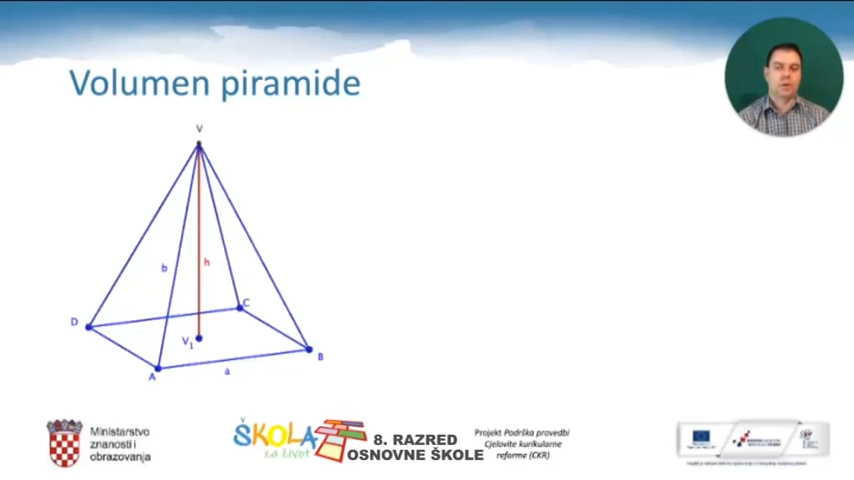 Volumen piramide
V
b
h
C
D
V1
B
A
a
Ministarstvo
znanosti i
obrazovanja
ŠKOLA
za život
8. RAZRED
OSNOVNE ŠKOLE
Projekt Podrška provedbi
Cjelovite kurikularne
reforme (CKR)